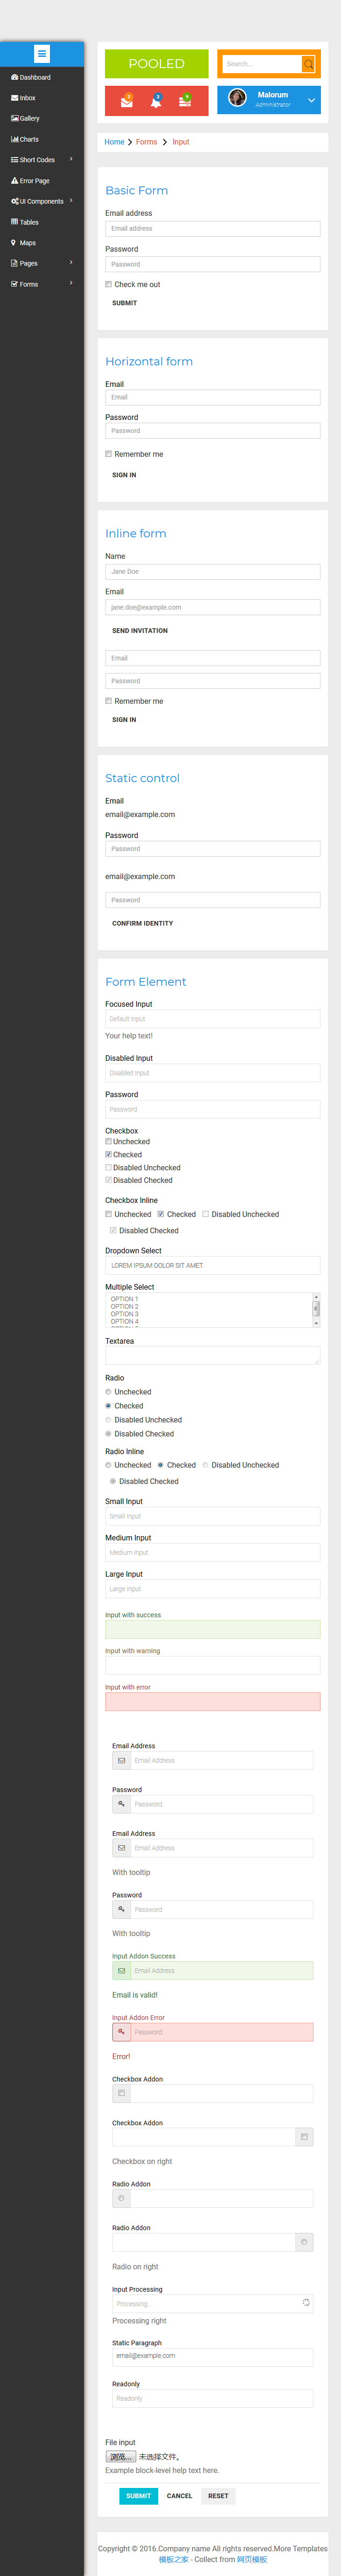 POOLED
Search...
5
3
9
Malorum
Administrator
Dashboard
Inbox
Gallery
Charts
Short Codes
Error Page
UI Components
Tables
Maps
Pages
Forms
Home
Forms
Input
Basic Form
Email address
Email address
Password
Password
Check me out
SUBMIT
Horizontal form
Email
Email
Password
Password
Remember me
SIGN IN
Inline form
Name
Jane Doe
Email
jane.doe@example.com
SEND INVITATION
Email
Password
Remember me
SIGN IN
Static control
Email
email@example.com
Password
Password
email@example.com
Password
CONFIRM IDENTITY
Form Element
Focused Input
Default Input
Your help text!
Disabled Input
Disabled Input
Password
Password
Checkbox
Unchecked
Checked
Disabled Unchecked
Disabled Checked
Checkbox Inline
Unchecked Checked Disabled Unchecked
Disabled Checked
Dropdown Select
LOREM IPSUM DOLOR SIT AMET.
Multiple Select
OPTION 1
OPTION 2
OPTION 3
OPTION 4
Textarea
Radio
Unchecked
Checked
Disabled Unchecked
Disabled Checked
Radio Inline
Unchecked Checked Disabled Unchecked
Disabled Checked
Small Input
Small Input
Medium Input
Medium Input
Large Input
Large Input
Input with success
Input with warning
Input with error
Email Address
Email Address
Password
Password
Email Address
Email Address
With tooltip
Password
Password
With tooltip
Input Addon Success
Email Address
Email is valid!
Input Addon Error
Password
Error!
Checkbox Addon
Checkbox Addon
Checkbox on right
Radio Addon
Radio Addon
Radio on right
Input Processing
Processing...
Processing right
Static Paragraph
email@example.com
Readonly
Readonly
File input
浏览... 未选择文件。
Example block-level help text here.
SUBMIT CANCEL RESET
Copyright © 2016.Company name All rights reserved.More Templates
模板之家 - Collect from 网页模板